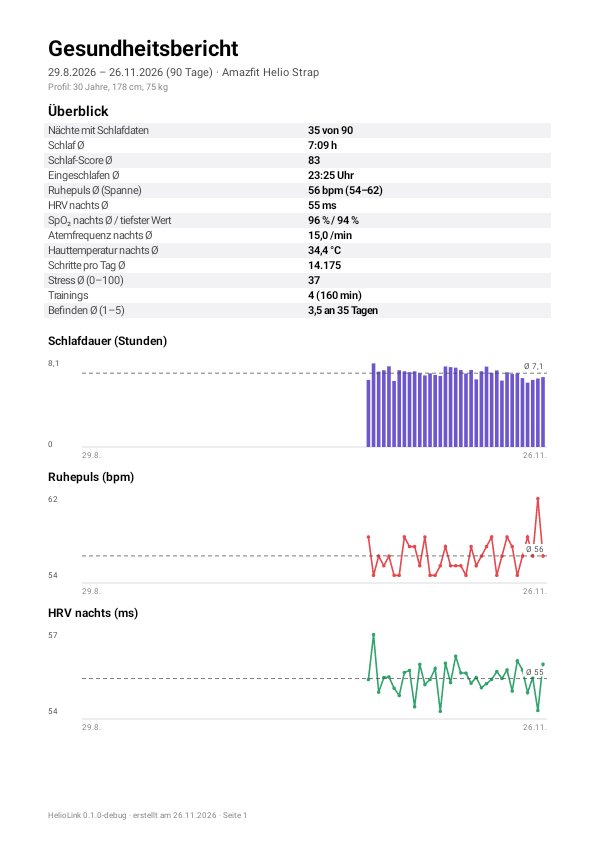 Gesundheitsbericht
29.8.2026 – 26.11.2026 (90 Tage) · Amazfit Helio Strap
Profil: 30 Jahre, 178 cm, 75 kg
Überblick
Nächte mit Schlafdaten 35 von 90
Schlaf Ø 7:09 h
Schlaf-Score Ø 83
Eingeschlafen Ø 23:25 Uhr
Ruhepuls Ø (Spanne) 56 bpm (54–62)
HRV nachts Ø 55 ms
SpO₂ nachts Ø / tiefster Wert 96 % / 94 %
Atemfrequenz nachts Ø 15,0 /min
Hauttemperatur nachts Ø 34,4 °C
Schritte pro Tag Ø 14.175
Stress Ø (0–100) 37
Trainings 4 (160 min)
Befinden Ø (1–5) 3,5 an 35 Tagen
Schlafdauer (Stunden)
8,1
Ø 7,1
0
29.8. 26.11.
Ruhepuls (bpm)
62
Ø 56
54
29.8. 26.11.
HRV nachts (ms)
57
Ø 55
54
29.8. 26.11.
HelioLink 0.1.0-debug · erstellt am 26.11.2026 · Seite 1